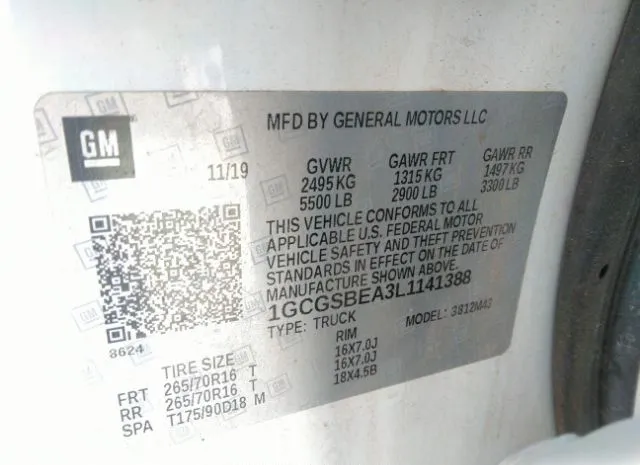 GM
MFD BY GENERAL MOTORS LLC
11/19 GVWR GAWR FRT GAWR RR
2495 KG 1315 KG 1497 KG
5500 LB 2900 LB 3300 LB
THIS VEHICLE CONFORMS TO ALL
APPLICABLE U.S. FEDERAL MOTOR
VEHICLE SAFETY AND THEFT PREVENTION
STANDARDS IN EFFECT ON THE DATE OF
MANUFACTURE SHOWN ABOVE.
1GCGSBEA3L1141388
TYPE: TRUCK MODEL: 3812M43
8624
TIRE SIZE RIM
FRT 265/70R16 T 16X7.0J
RR 265/70R16 T 16X7.0J
SPA T175/90D18 M 18X4.5B